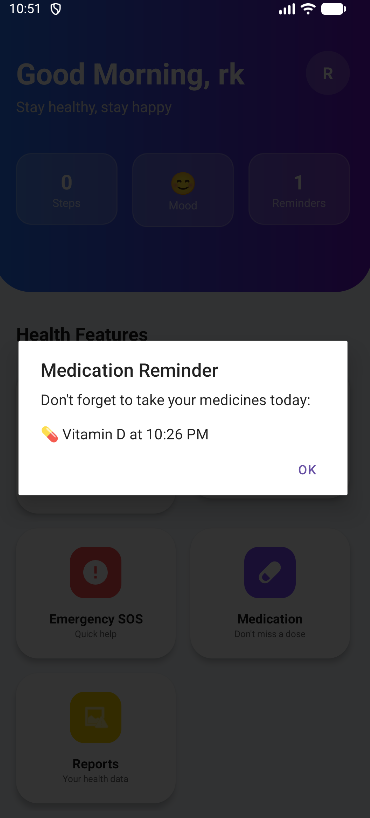 10:51
Good Morning, rk
R
Stay healthy, stay happy
0
Steps
Mood
1
Reminders
Health Features
Medication Reminder
Don't forget to take your medicines today:
💊 Vitamin D at 10:26 PM
OK
Emergency SOS
Quick help
Medication
Don't miss a dose
Reports
Your health data